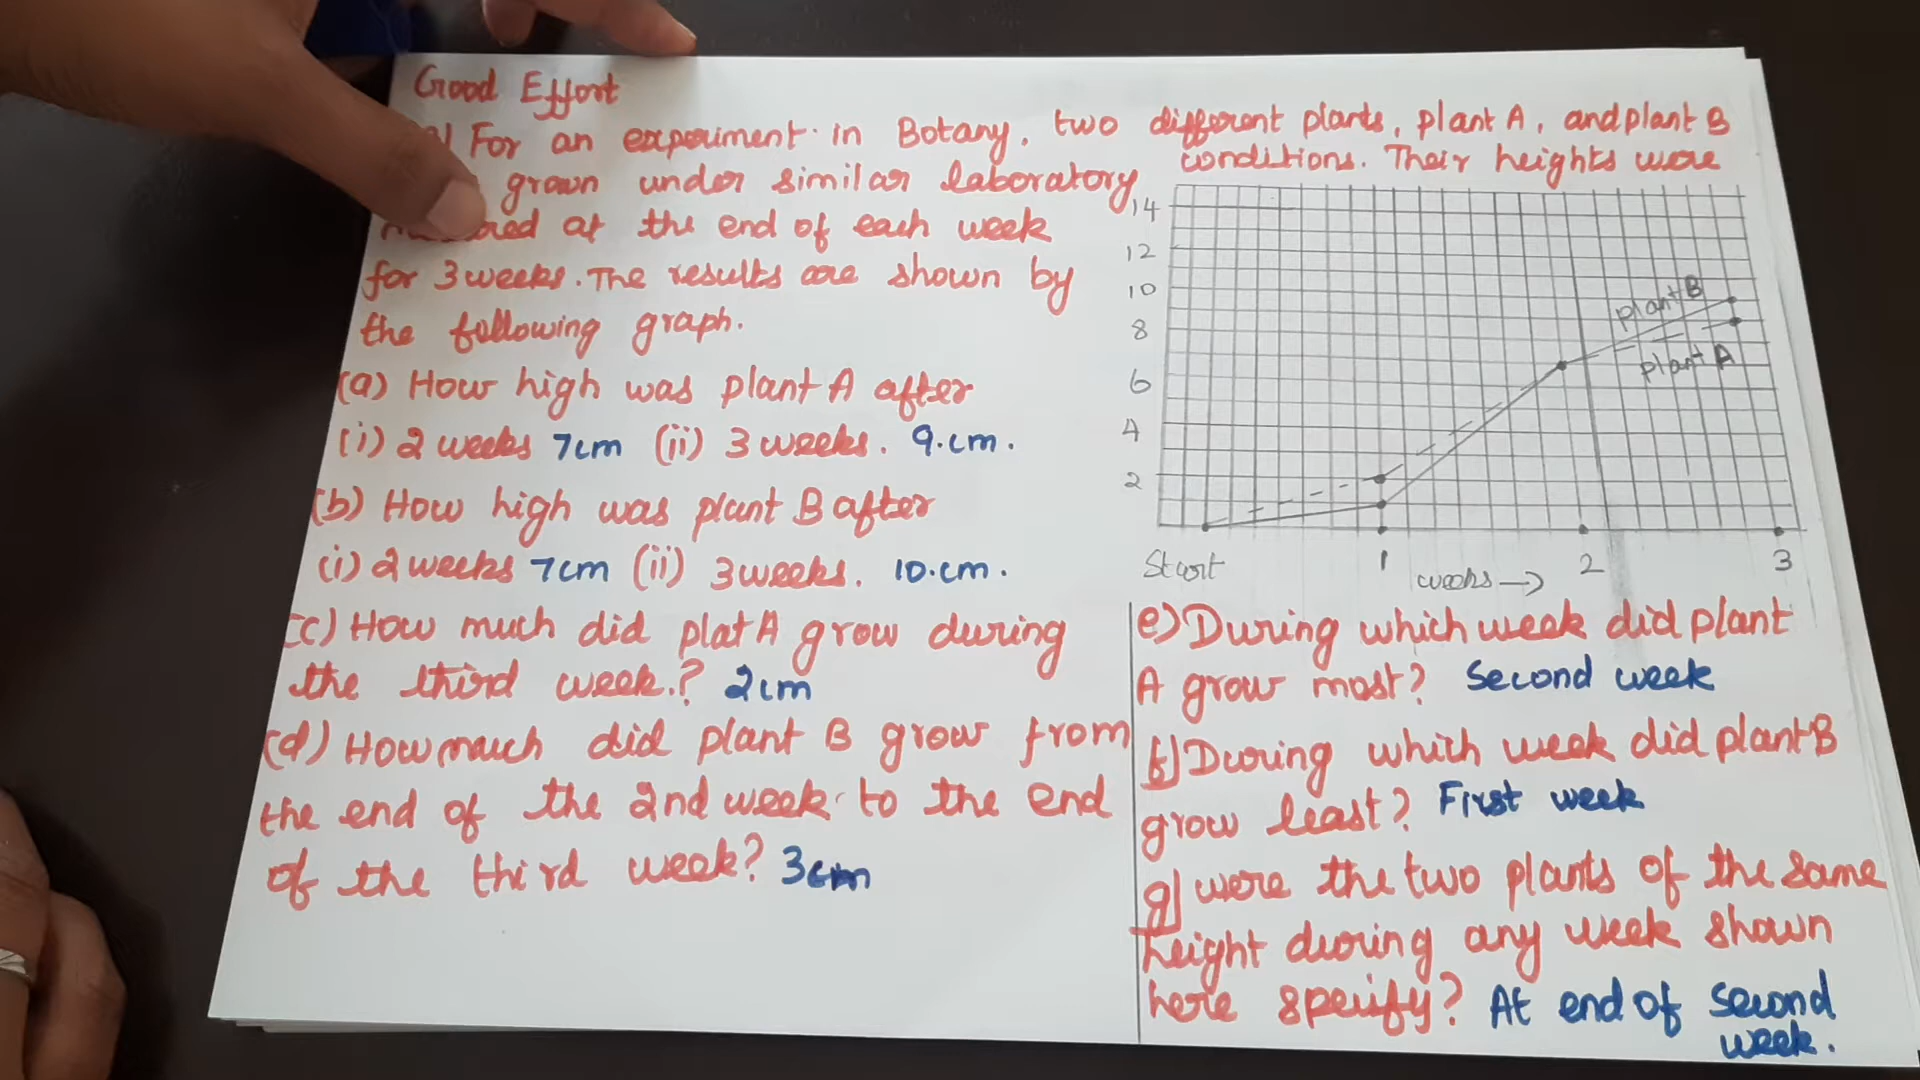 Good Effort
For an experiment in Botany, two different plants, plant A, and plant B
grown under similar laboratory conditions. Their heights were
at the end of each week
for 3 weeks. The results are shown by
the following graph.
(a) How high was plant A after
(i) 2 weeks 7cm (ii) 3 weeks. 9.cm.
(b) How high was plant B after
(i) 2 weeks 7cm (ii) 3 weeks. 10.cm.
(c) How much did plat A grow during
the third week.? 2cm
(d) How much did plant B grow from
the end of the 2nd week to the end
of the third week? 3cm
14
12
10
8
6
4
2
plant B
plant A
Start 1 weeks → 2 3
e) During which week did plant
A grow most? Second week
f) During which week did plant B
grow least? First week
g) were the two plants of the same
height during any week shown
here specify? At end of second
week.